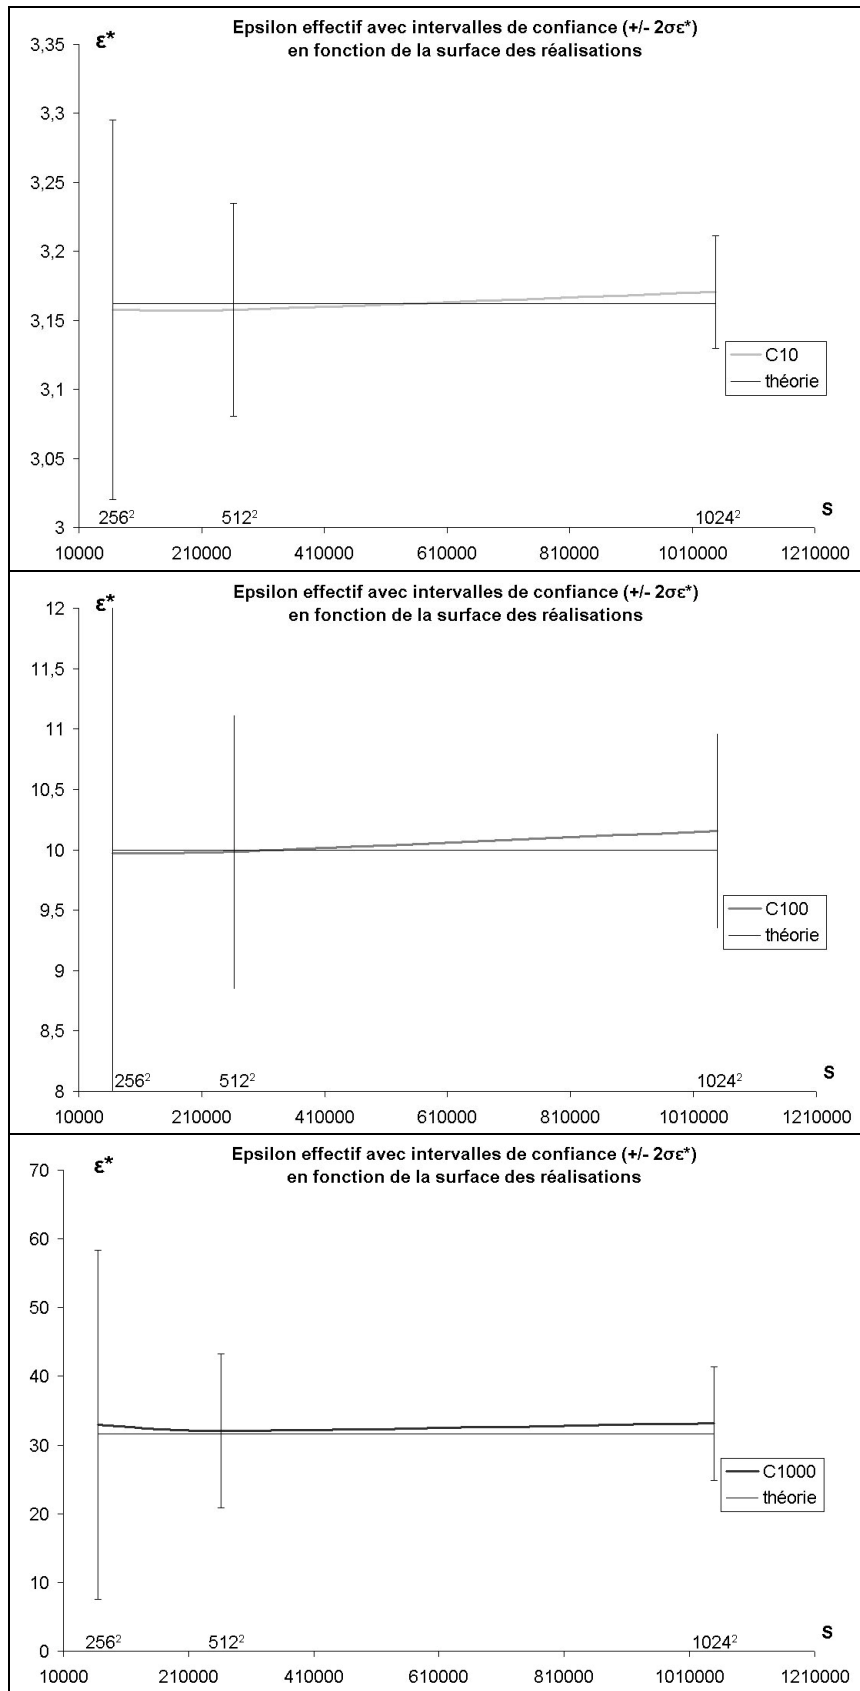 Epsilon effectif avec intervalles de confiance (+/- 2σε*)
en fonction de la surface des réalisations
ε*
3,35
3,3
3,25
3,2
3,15
3,1
3,05
3
C10
théorie
256² 512² 1024² S
10000 210000 410000 610000 810000 1010000 1210000
Epsilon effectif avec intervalles de confiance (+/- 2σε*)
en fonction de la surface des réalisations
ε*
12
11,5
11
10,5
10
9,5
9
8,5
8
C100
théorie
256² 512² 1024² S
10000 210000 410000 610000 810000 1010000 1210000
Epsilon effectif avec intervalles de confiance (+/- 2σε*)
en fonction de la surface des réalisations
ε*
70
60
50
40
30
20
10
0
C1000
théorie
256² 512² 1024² S
10000 210000 410000 610000 810000 1010000 1210000